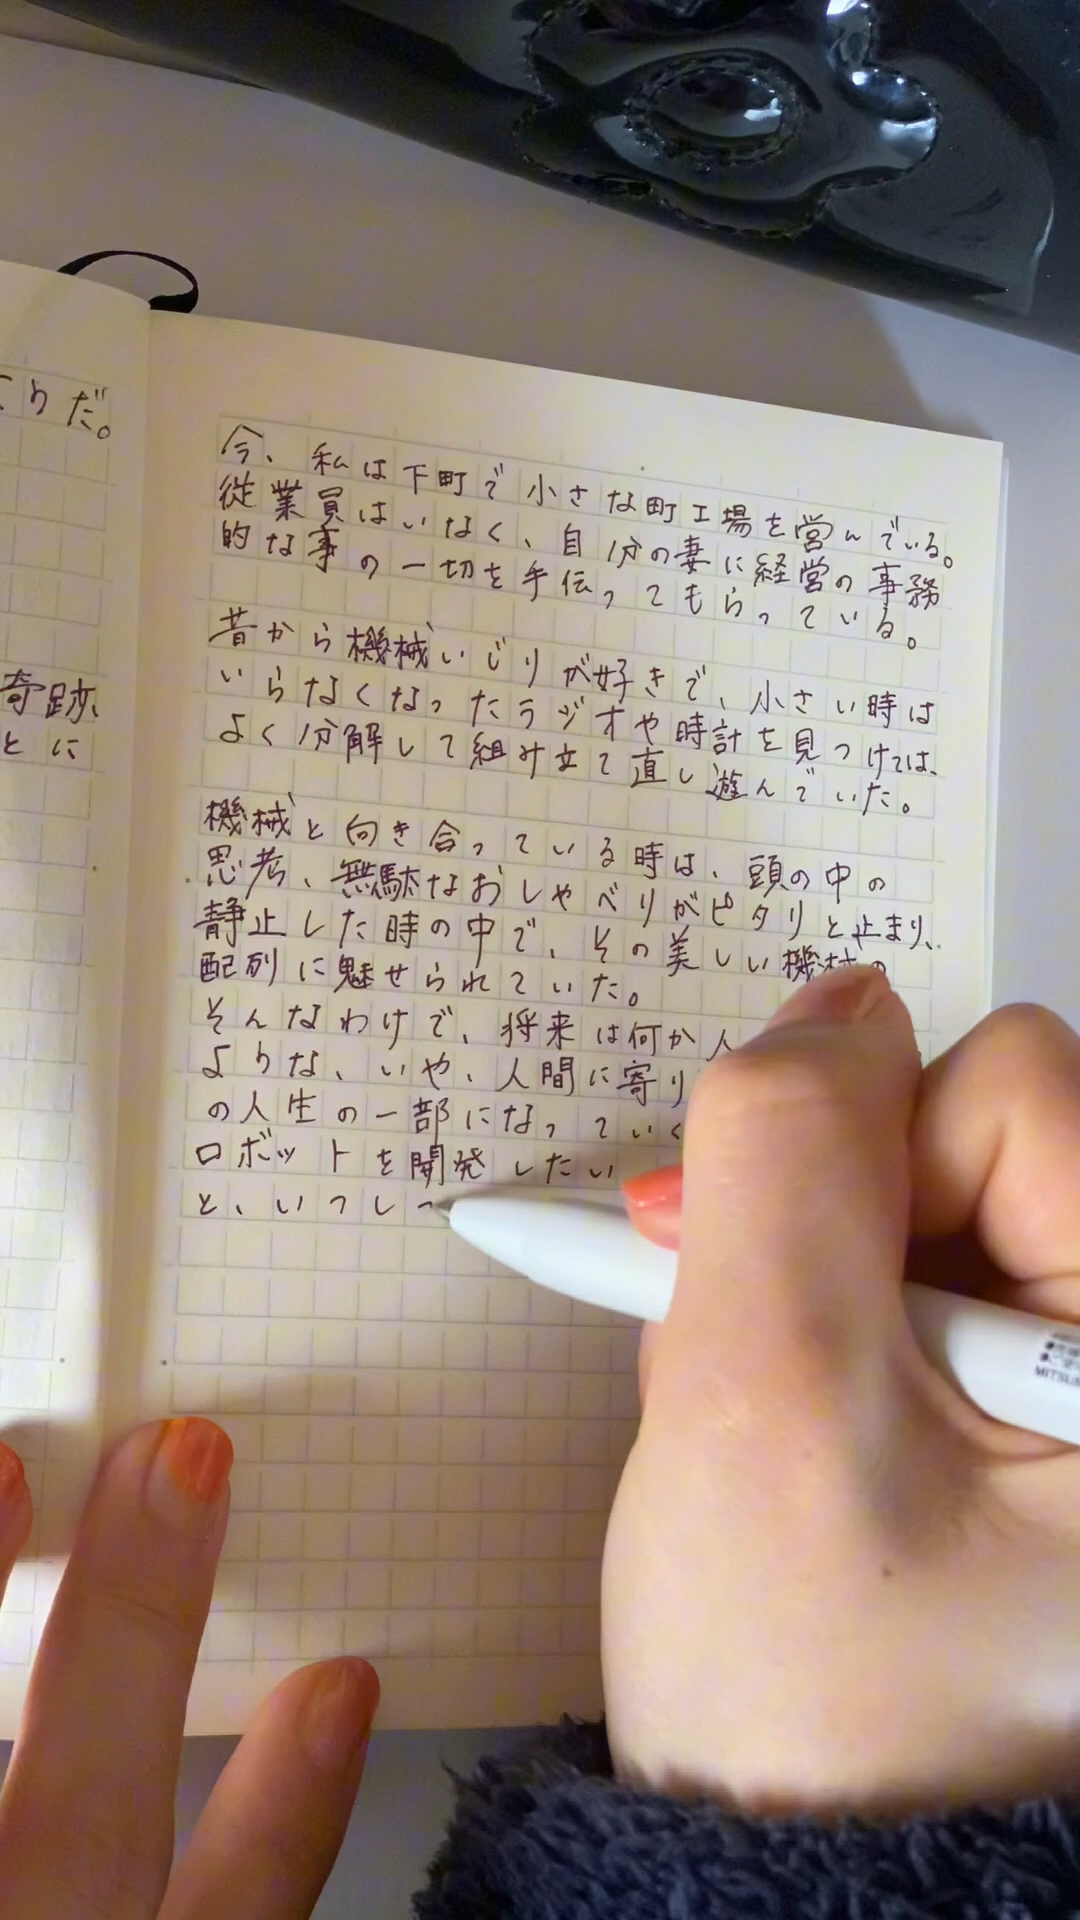 こりだ。
奇跡、
とに
今、私は下町で小さな町工場を営んでいる。
従業員はいなく、自分の妻に経営の事務
的な事の一切を手伝ってもらっている。
昔から機械いじりが好きで、小さい時は
いらなくなったラジオや時計を見つけては、
よく分解して組み立て直し遊んでいた。
機械と向き合っている時は、頭の中の
思考、無駄なおしゃべりがピタリと止まり、
静止した時の中で、その美しい機械の
配列に魅せられていた。
そんなわけで、将来は何か人
よりな、いや、人間に寄り
の人生の一部になっていく
ロボットを開発したい
と、いつし
MITSUB